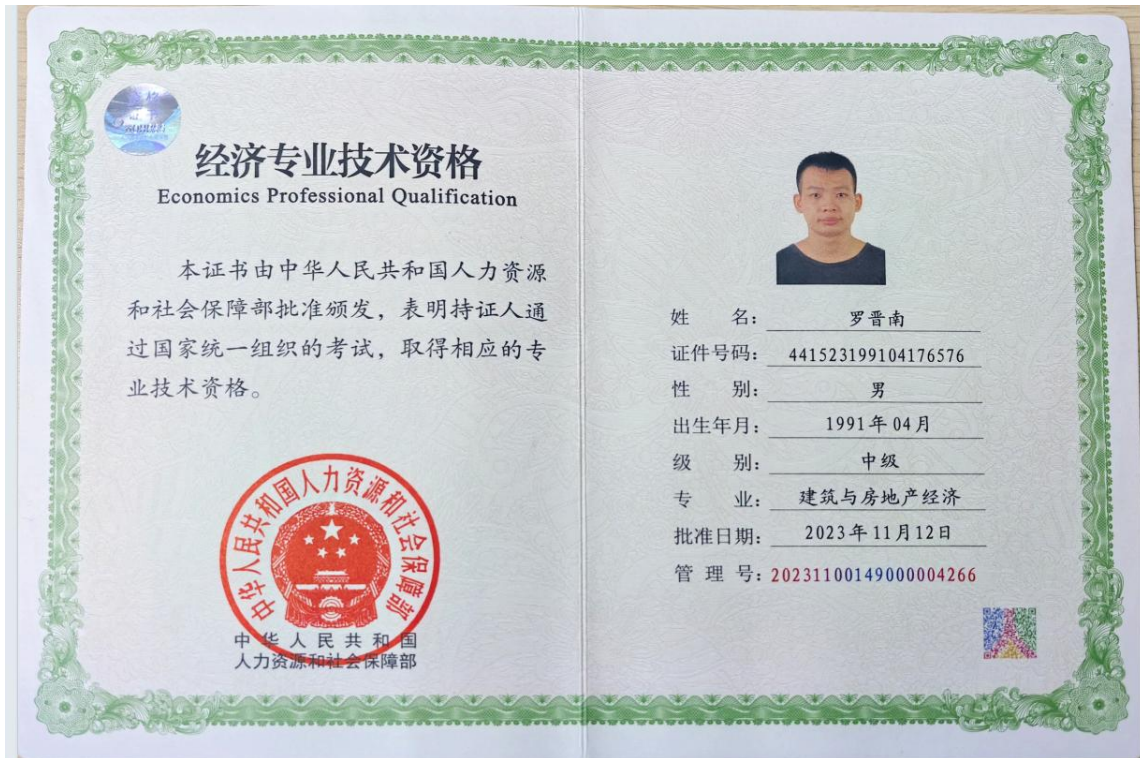 经济专业技术资格
Economics Professional Qualification
本证书由中华人民共和国人力资源
和社会保障部批准颁发，表明持证人通
过国家统一组织的考试，取得相应的专
业技术资格。
中华人民共和国人力资源和社会保障部
中华人民共和国
人力资源和社会保障部
姓 名： 罗晋南
证件号码： 441523199104176576
性 别： 男
出生年月： 1991年04月
级 别： 中级
专 业： 建筑与房地产经济
批准日期： 2023年11月12日
管 理 号： 20231100149000004266